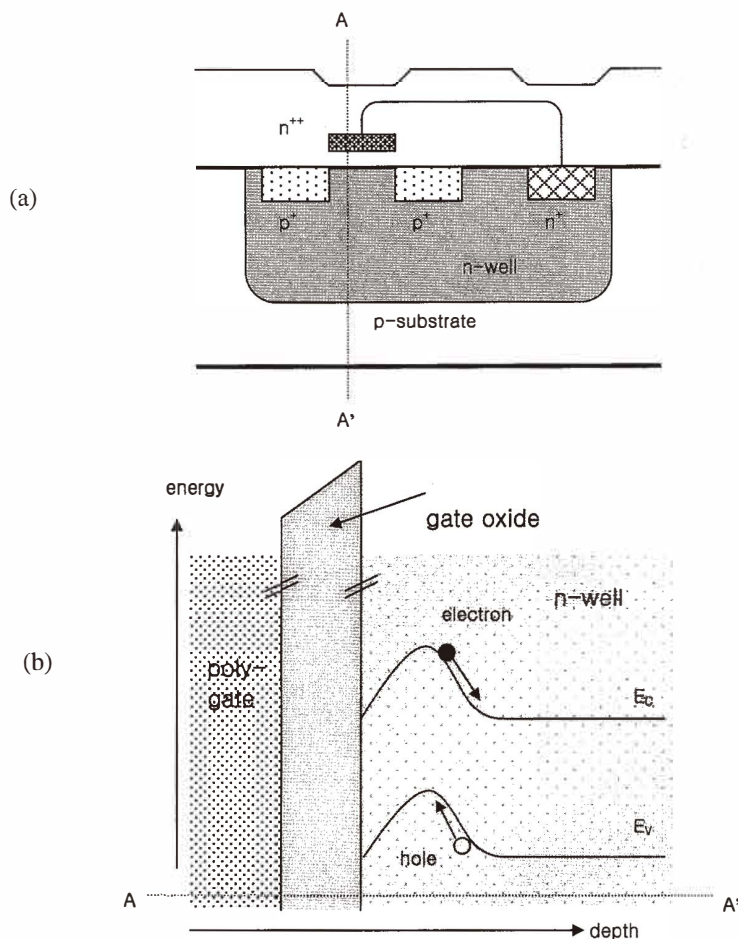 A
n++
(a)
p+
p+
n+
n-well
p-substrate
A'
energy
gate oxide
n-well
electron
(b)
poly-
gate
Ec
Ev
hole
A
A'
depth